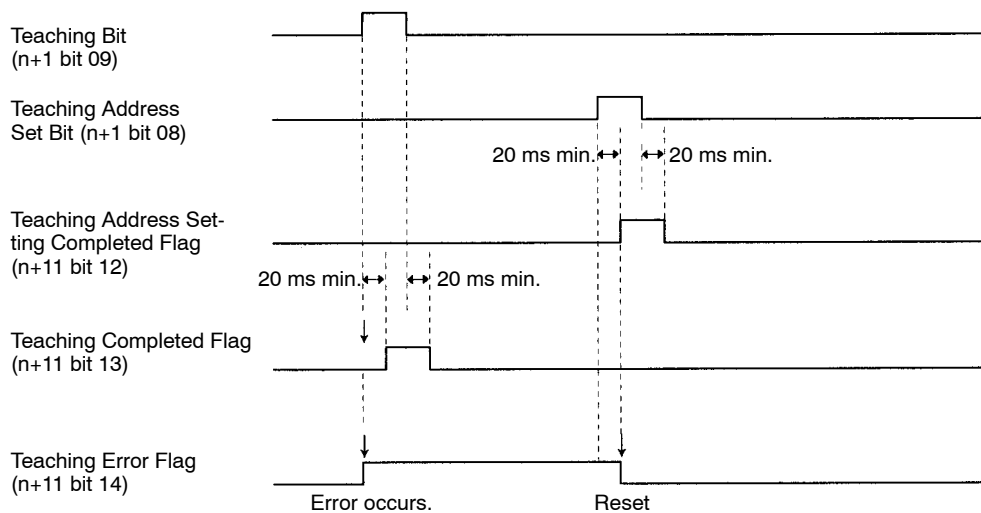 Teaching Bit
(n+1 bit 09)
Teaching Address
Set Bit (n+1 bit 08)
20 ms min.
20 ms min.
Teaching Address Set-
ting Completed Flag
(n+11 bit 12)
20 ms min.
20 ms min.
Teaching Completed Flag
(n+11 bit 13)
Teaching Error Flag
(n+11 bit 14)
Error occurs.
Reset